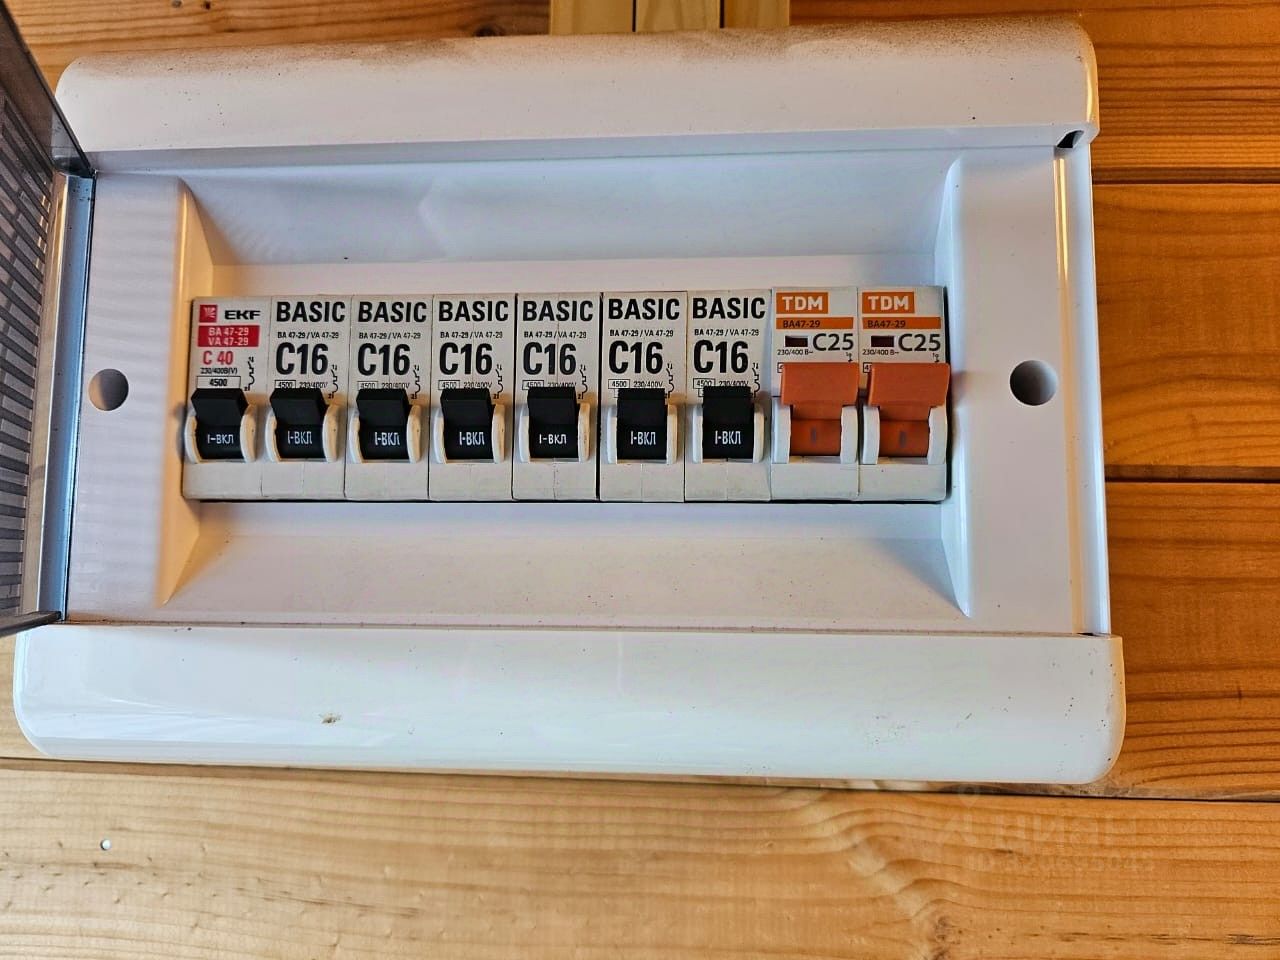 EKF
ВА 47-29
VA 47-29
C 40
230/400В(V)
4500
I-ВКЛ
BASIC
ВА 47-29 / VA 47-29
C16
4500 230/400V
I-ВКЛ
BASIC
ВА 47-29 / VA 47-29
C16
4500 230/400V
I-ВКЛ
BASIC
ВА 47-29 / VA 47-29
C16
4500 230/400V
I-ВКЛ
BASIC
ВА 47-29 / VA 47-29
C16
4500 230/400V
I-ВКЛ
BASIC
ВА 47-29 / VA 47-29
C16
4500 230/400V
I-ВКЛ
BASIC
ВА 47-29 / VA 47-29
C16
4500 230/400V
I-ВКЛ
TDM
ВА47-29
C25
230/400 В~
TDM
ВА47-29
C25
230/400 В~
циан